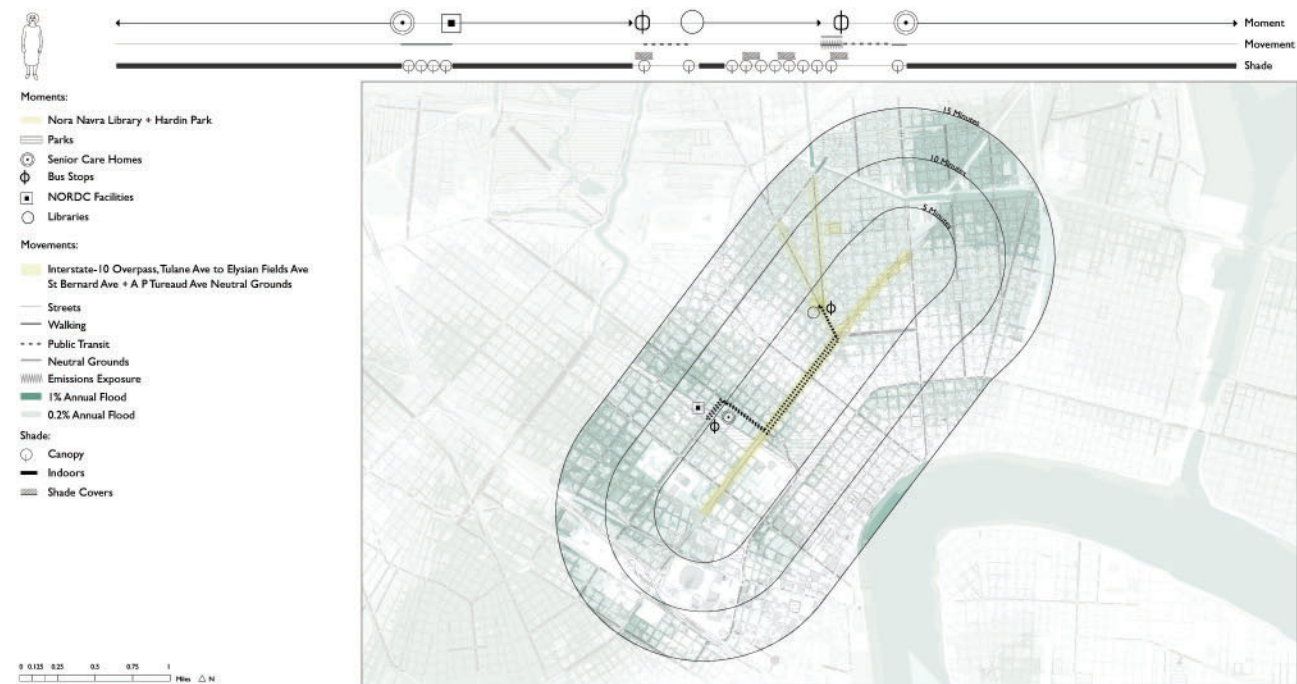 Moment
Movement
Shade
Moments:
Nora Navra Library + Hardin Park
Parks
Senior Care Homes
Bus Stops
NORDC Facilities
Libraries
Movements:
Interstate-10 Overpass, Tulane Ave to Elysian Fields Ave
St Bernard Ave + A P Tureaud Ave Neutral Grounds
Streets
Walking
Public Transit
Neutral Grounds
Emissions Exposure
1% Annual Flood
0.2% Annual Flood
Shade:
Canopy
Indoors
Shade Covers
15 Minutes
10 Minutes
5 Minutes
0 0.125 0.25 0.5 0.75 1
Miles N